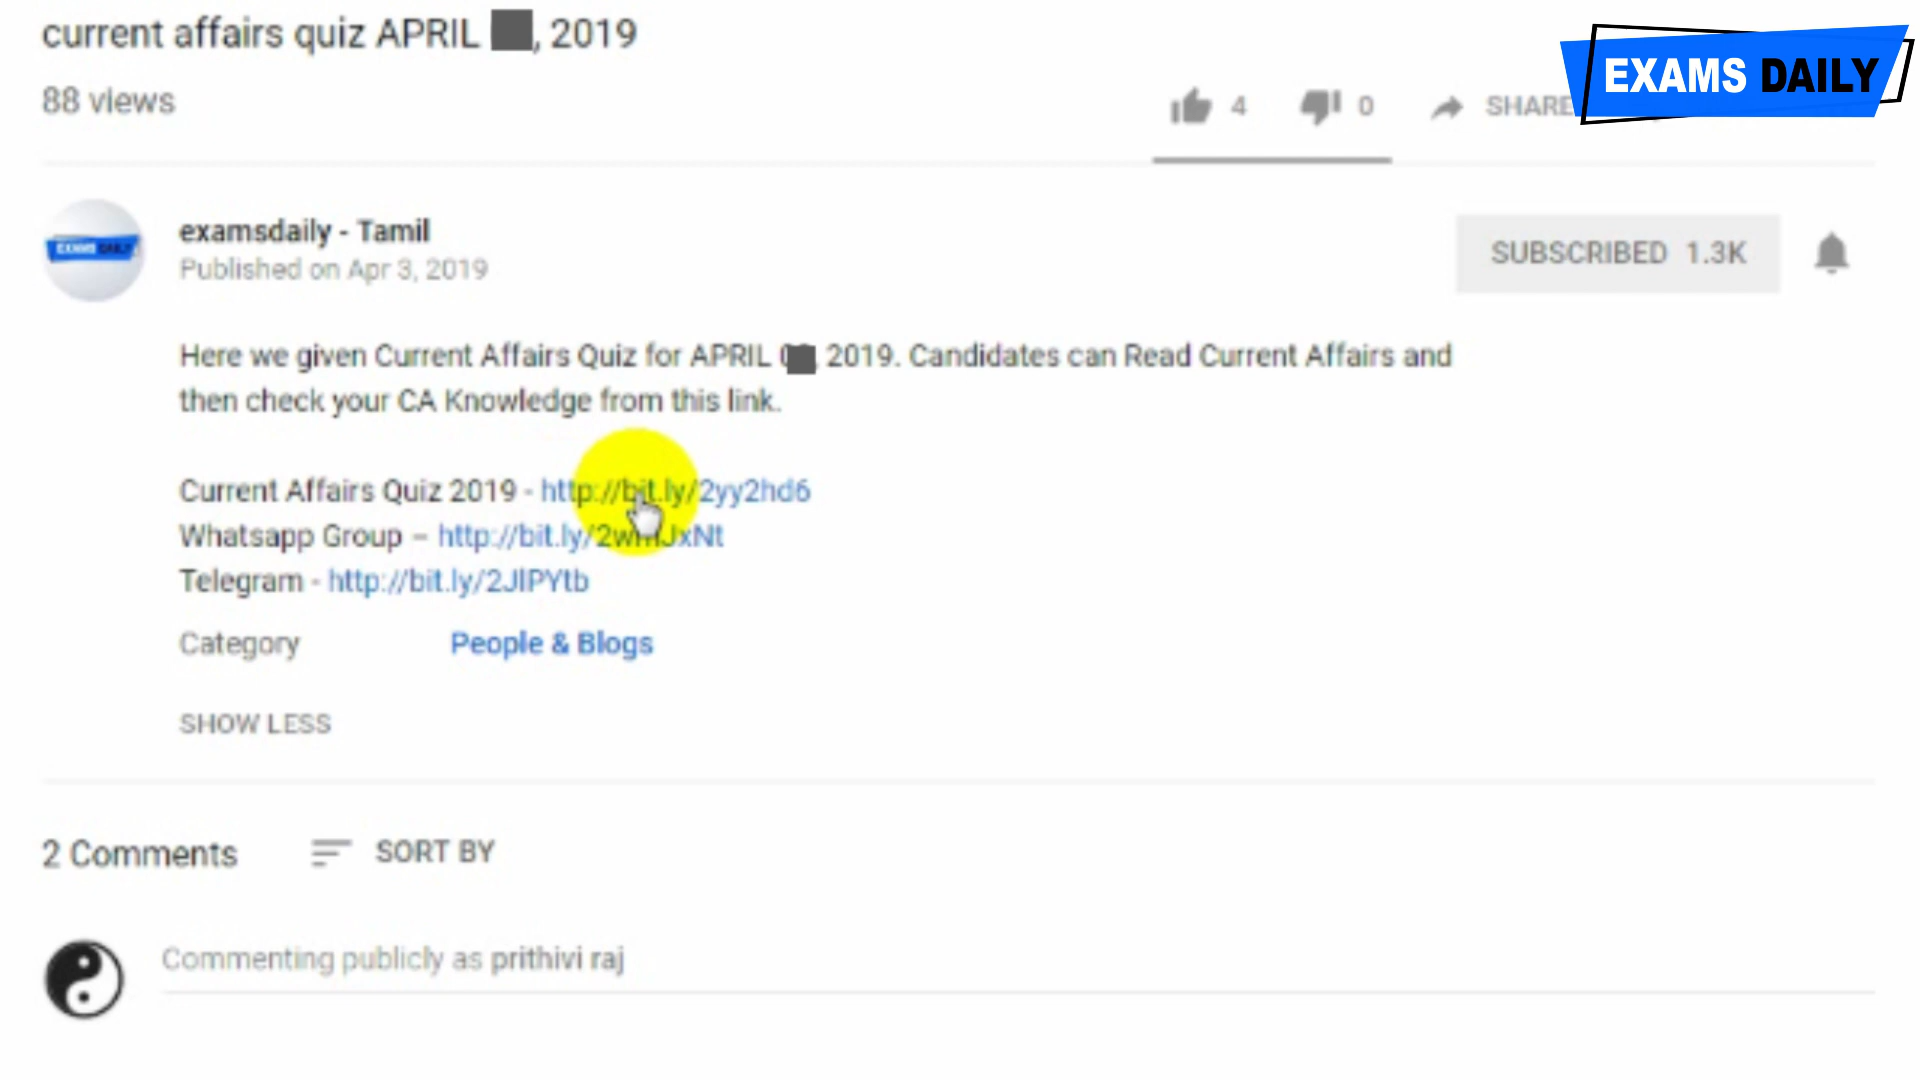 current affairs quiz APRIL , 2019
EXAMS DAILY
88 views
4 0 SHARE
examsdaily - Tamil
Published on Apr 3, 2019
SUBSCRIBED 1.3K
EXAMS DAILY
Here we given Current Affairs Quiz for APRIL 2019. Candidates can Read Current Affairs and
then check your CA Knowledge from this link.
Current Affairs Quiz 2019 - http://bit.ly/2yy2hd6
Whatsapp Group – http://bit.ly/2wmJxNt
Telegram - http://bit.ly/2JlPYtb
Category People & Blogs
SHOW LESS
2 Comments SORT BY
Commenting publicly as prithivi raj